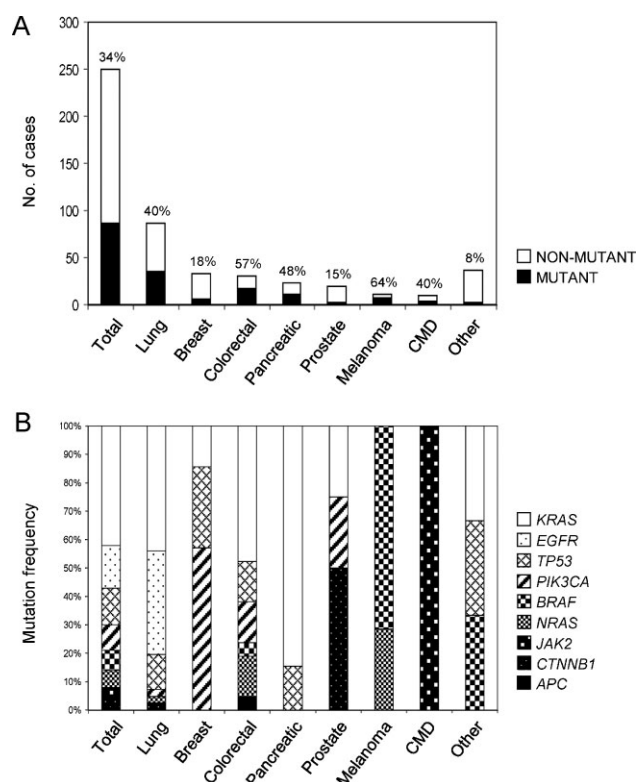 A
No. of cases
300
250
200
150
100
50
0
34%
40%
18%
57%
48%
15%
64%
40%
8%
Total
Lung
Breast
Colorectal
Pancreatic
Prostate
Melanoma
CMD
Other
NON-MUTANT
MUTANT
B
Mutation frequency
100%
90%
80%
70%
60%
50%
40%
30%
20%
10%
0%
Total
Lung
Breast
Colorectal
Pancreatic
Prostate
Melanoma
CMD
Other
KRAS
EGFR
TP53
PIK3CA
BRAF
NRAS
JAK2
CTNNB1
APC